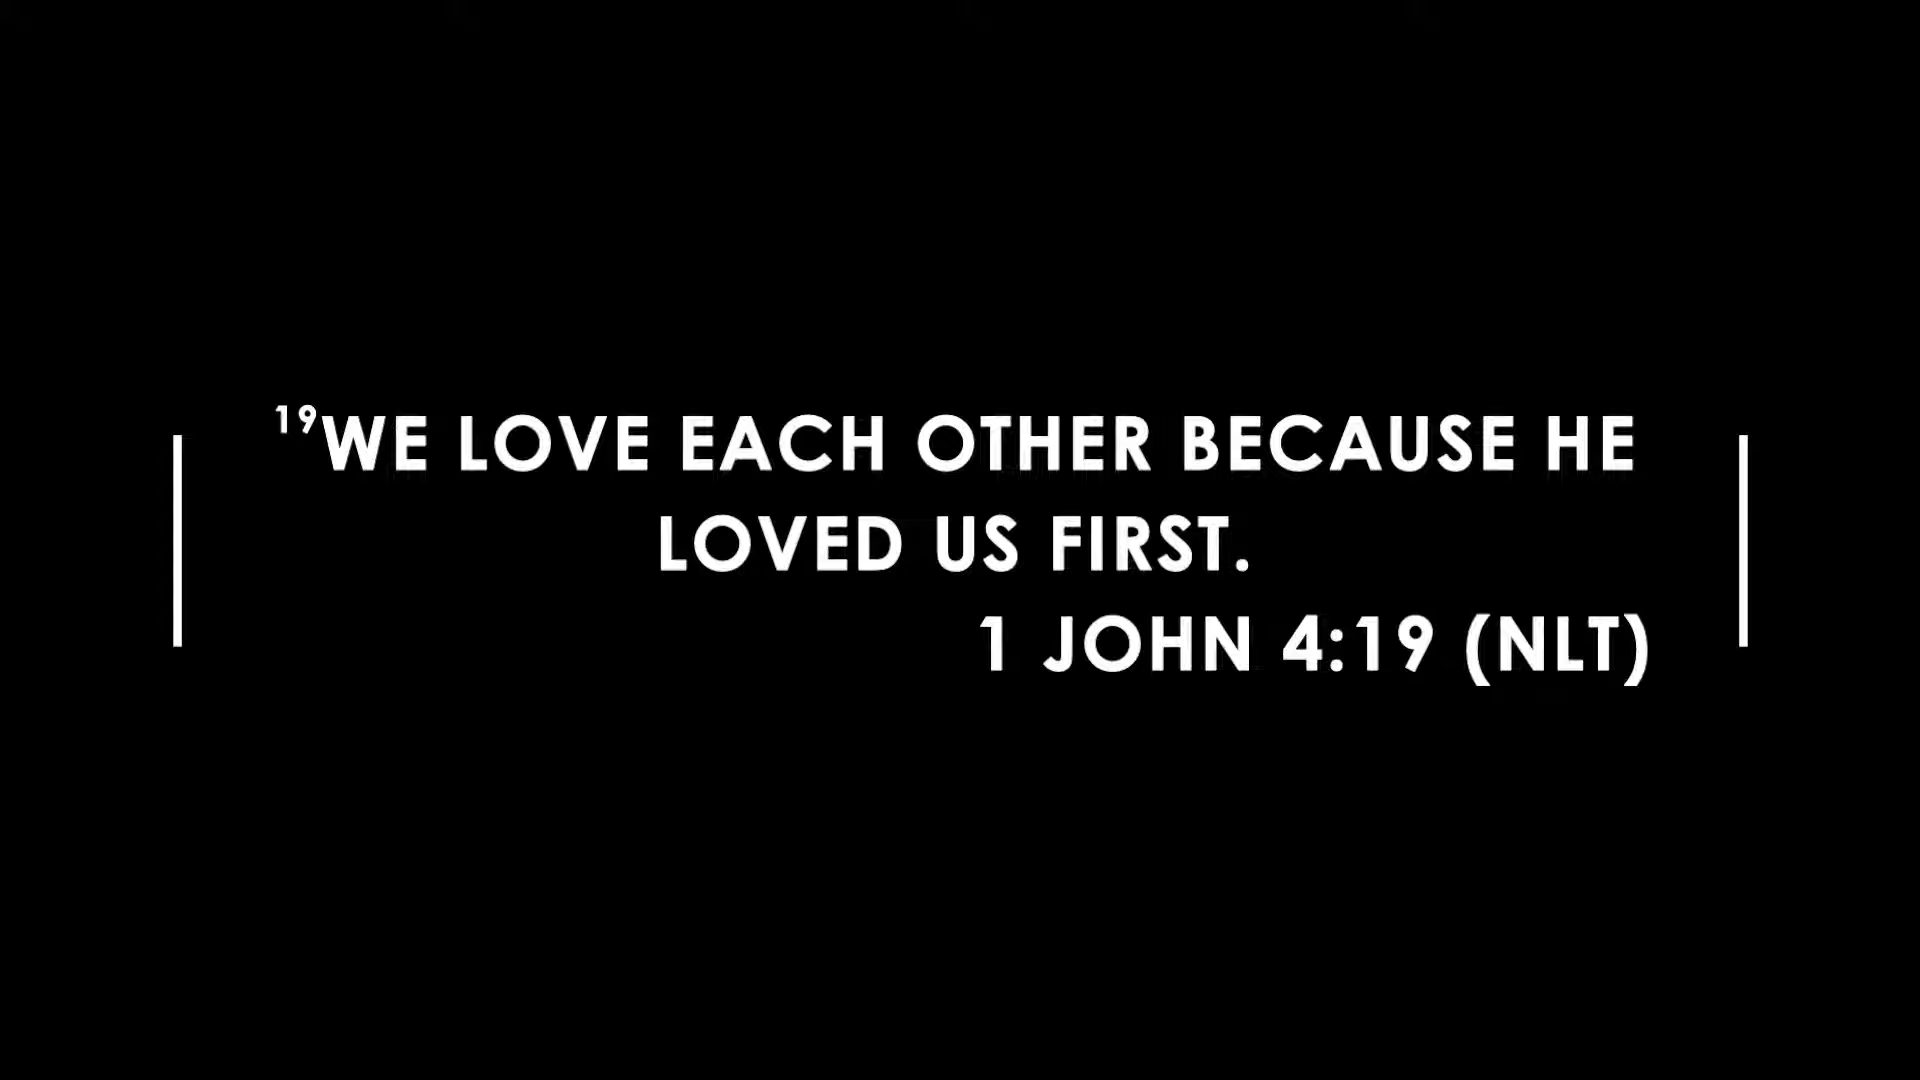 ¹⁹WE LOVE EACH OTHER BECAUSE HE
LOVED US FIRST.
1 JOHN 4:19 (NLT)